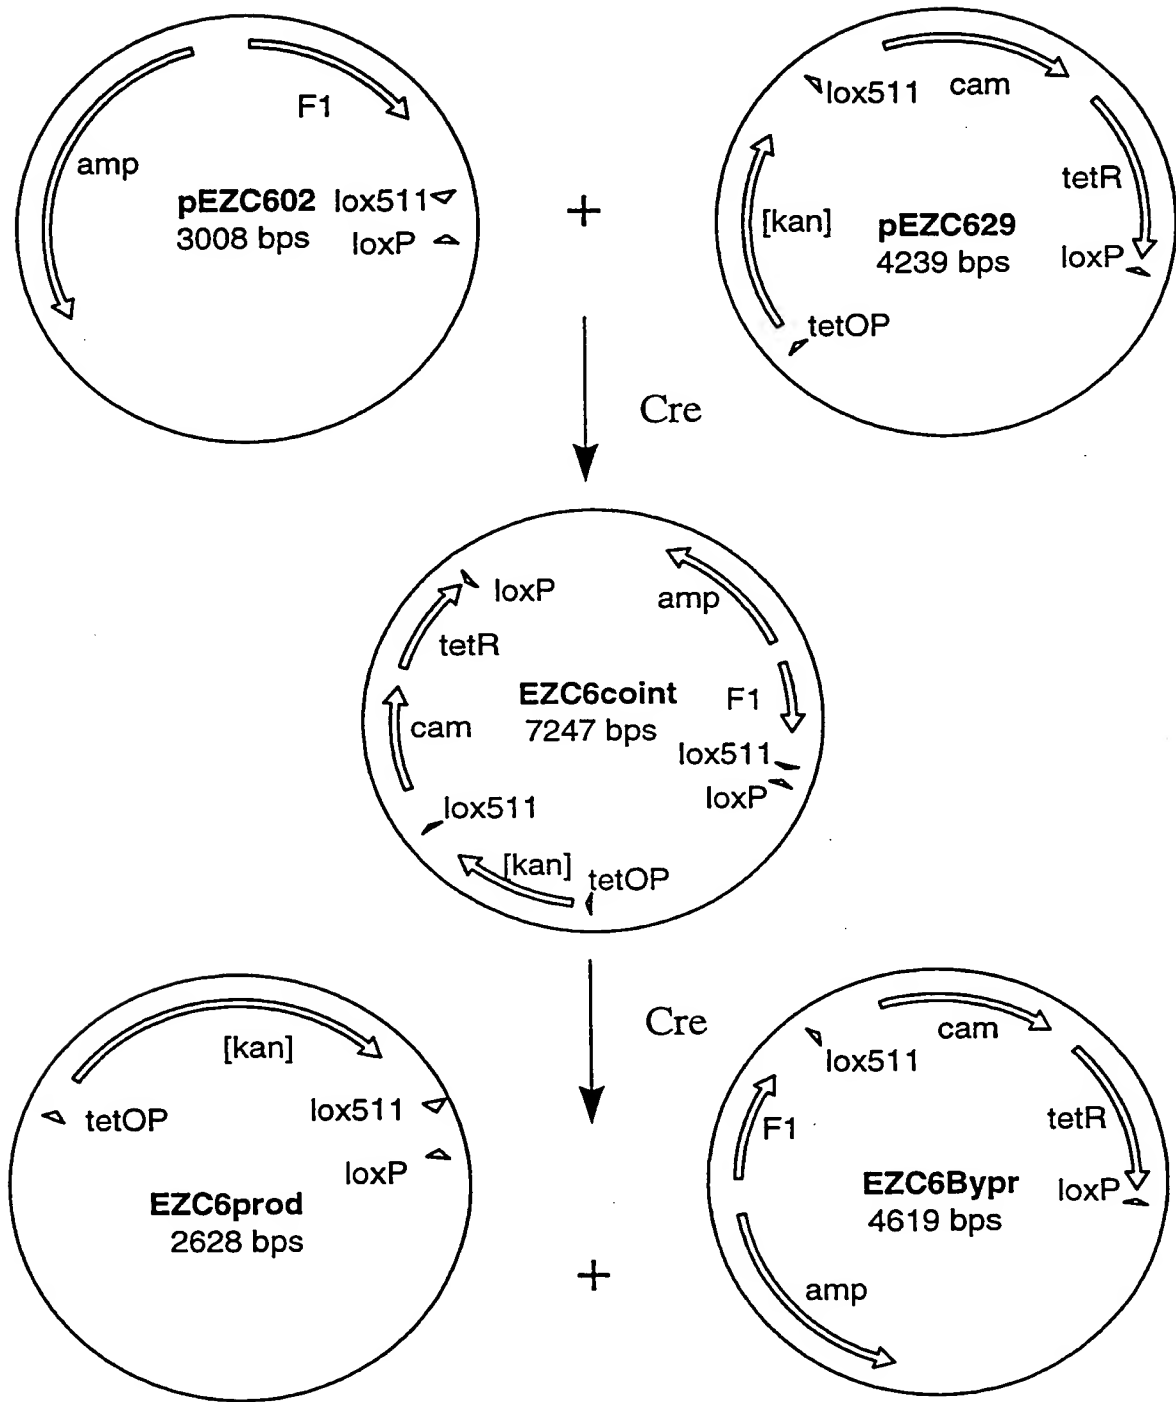 F1
amp
pEZC602
3008 bps
lox511
loxP
+
cam
lox511
tetR
[kan]
pEZC629
4239 bps
loxP
tetOP
Cre
loxP
amp
tetR
EZC6coint
7247 bps
F1
cam
lox511
loxP
lox511
[kan]
tetOP
Cre
[kan]
tetOP
lox511
loxP
EZC6prod
2628 bps
+
cam
lox511
F1
tetR
EZC6Bypr
4619 bps
loxP
amp